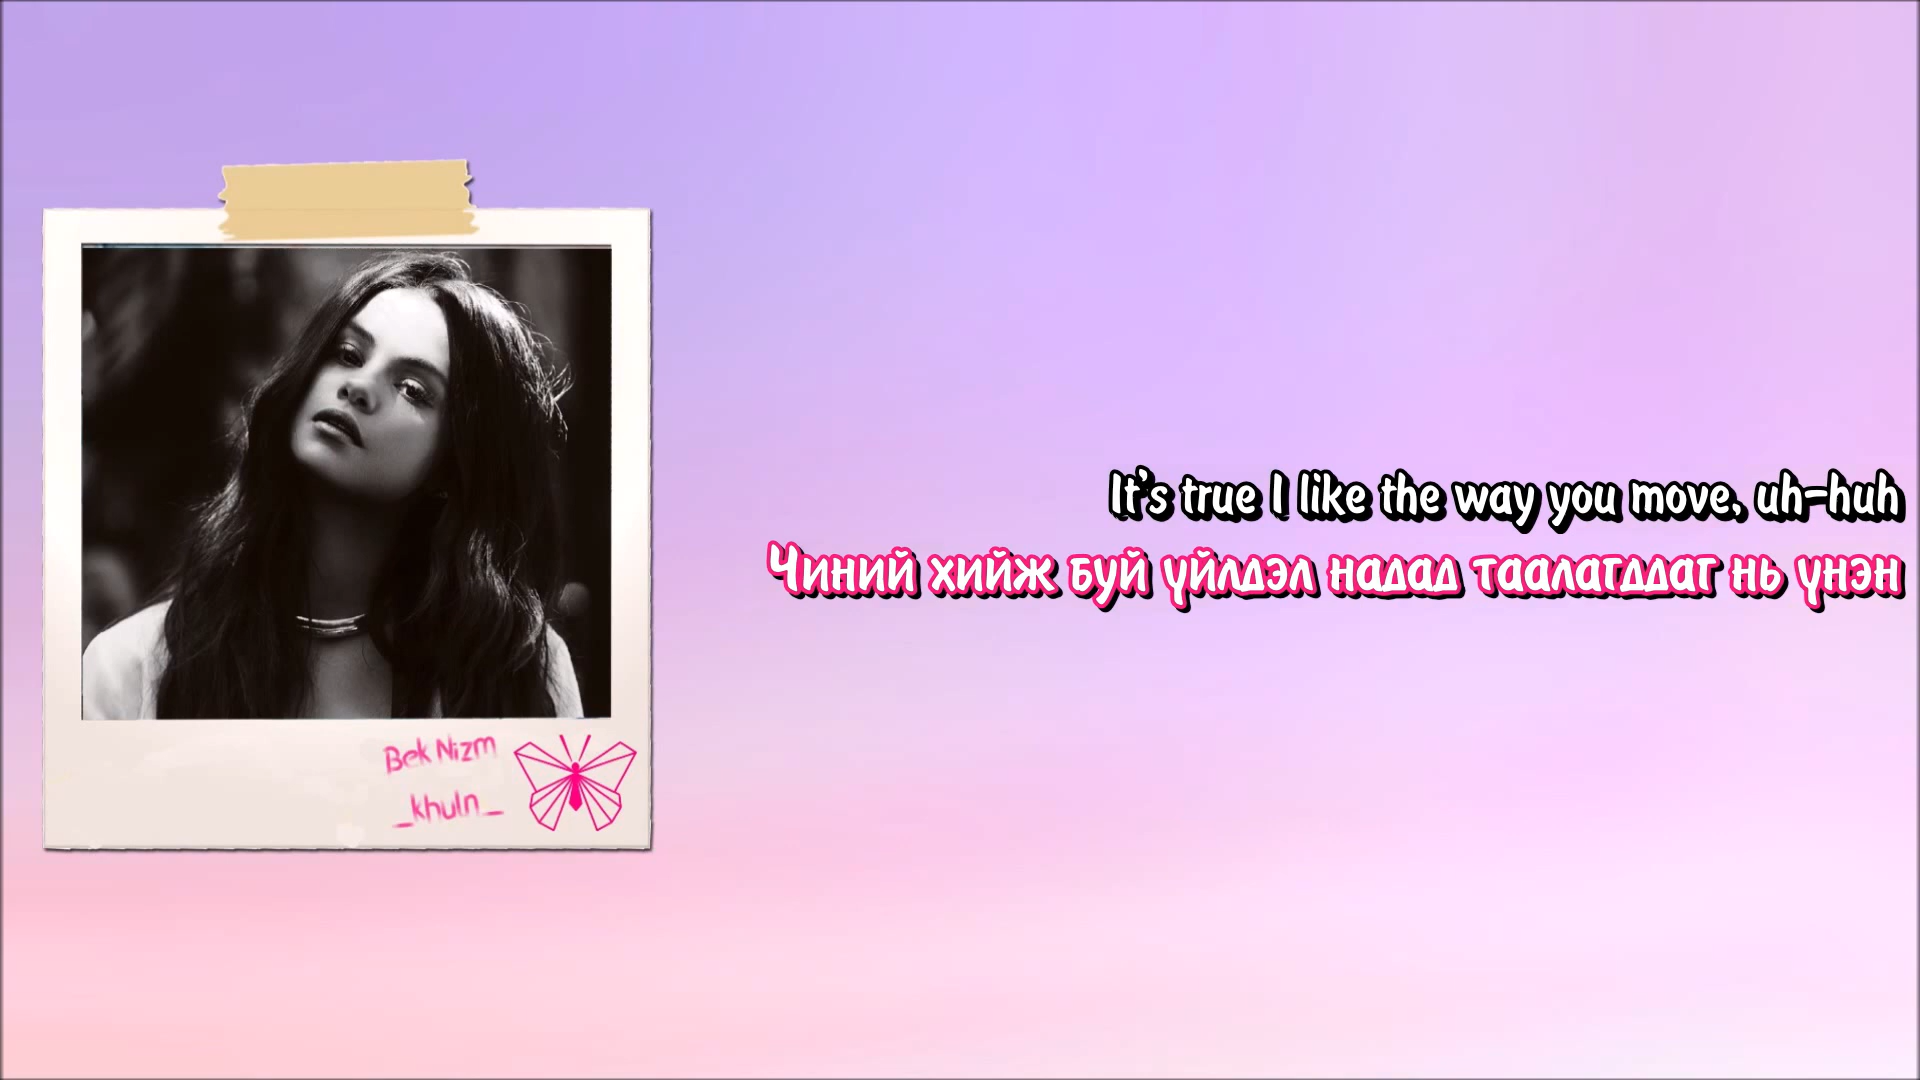 It's true I like the way you move, uh-huh
Чиний хийж буй үйлдэл надад таалагддаг нь үнэн
Bek Nizm
_khuln_